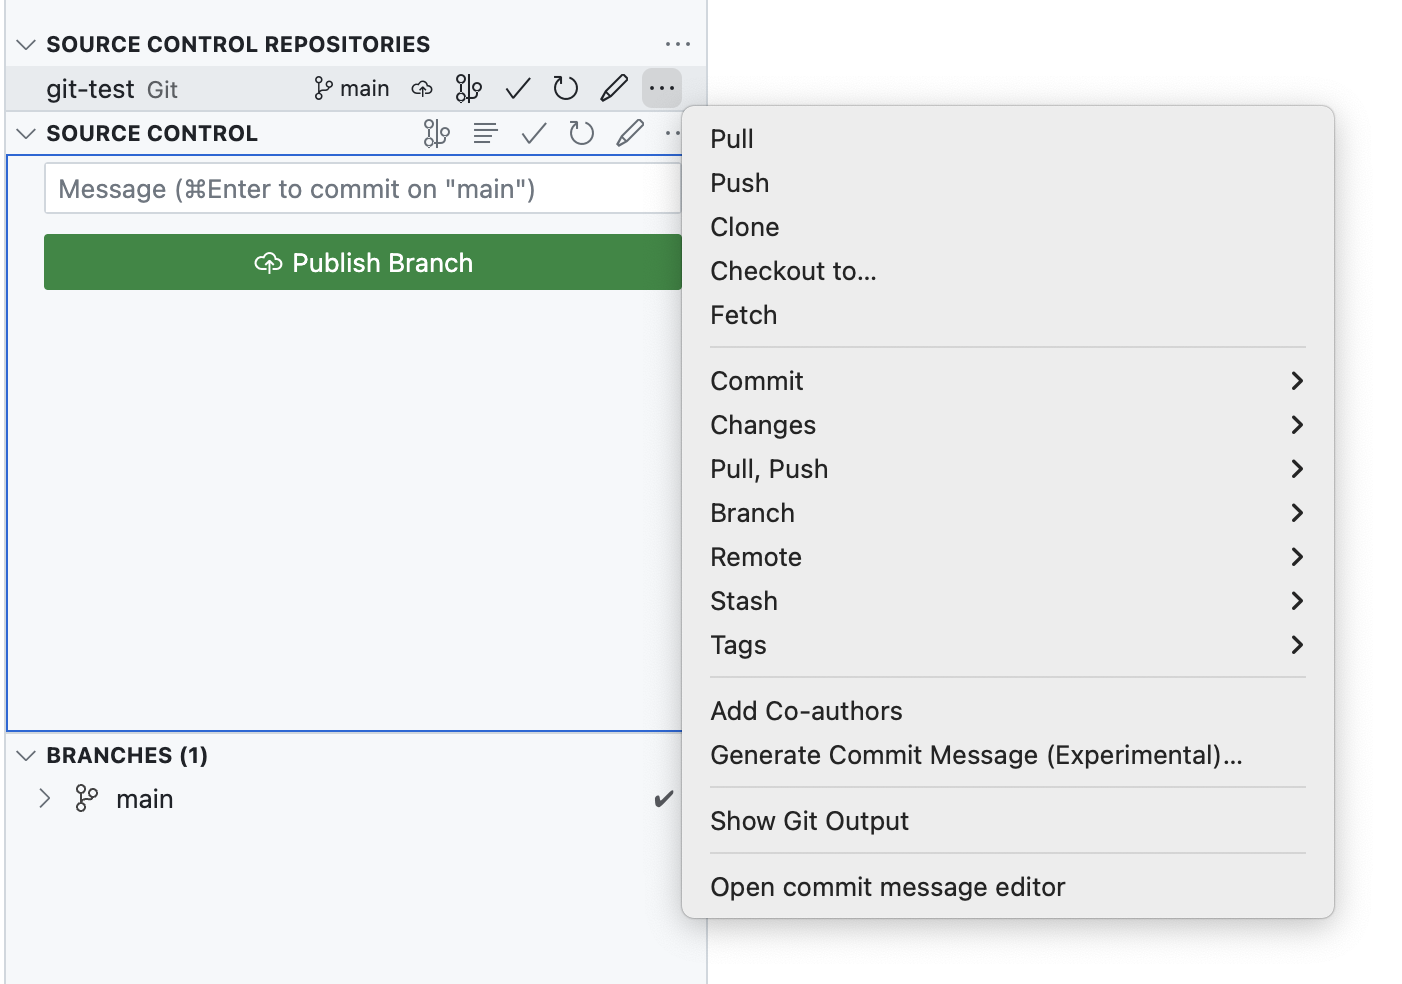 SOURCE CONTROL REPOSITORIES
git-test Git main
SOURCE CONTROL
Message (⌘Enter to commit on "main")
Publish Branch
BRANCHES (1)
main
Pull
Push
Clone
Checkout to...
Fetch
Commit
Changes
Pull, Push
Branch
Remote
Stash
Tags
Add Co-authors
Generate Commit Message (Experimental)...
Show Git Output
Open commit message editor